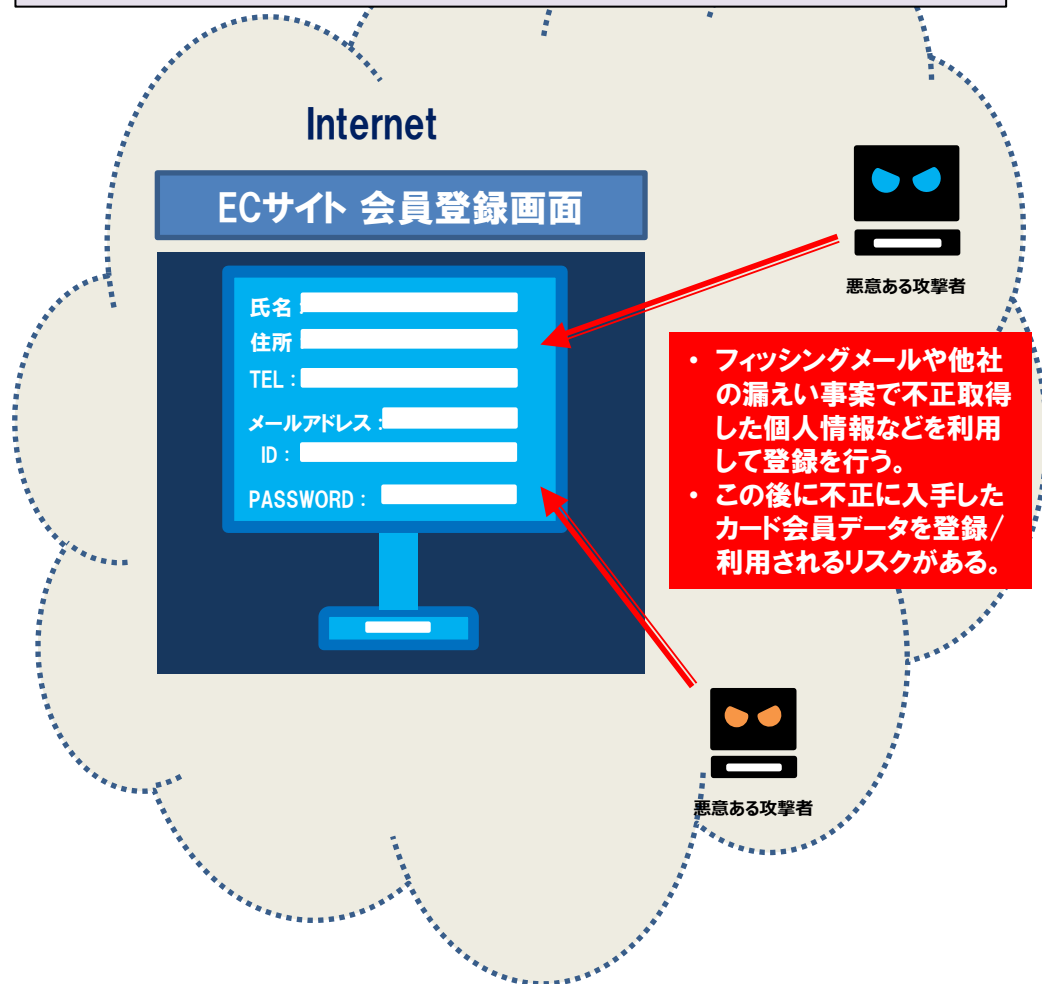 Internet
ECサイト 会員登録画面
悪意ある攻撃者
氏名：
住所
TEL：
メールアドレス：
ID：
PASSWORD：
・ フィッシングメールや他社
の漏えい事案で不正取得
した個人情報などを利用
して登録を行う。
・ この後に不正に入手した
カード会員データを登録/
利用されるリスクがある。
悪意ある攻撃者